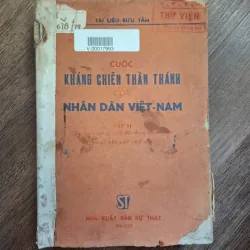 TÀI LIỆU SƯU TẦM
THƯ VIỆN
V.00017993
CUỘC
KHÁNG CHIẾN THẦN THÁNH
CỦA
NHÂN DÂN VIỆT-NAM
TẬP
ST
NHÀ XUẤT BẢN SỰ THẬT